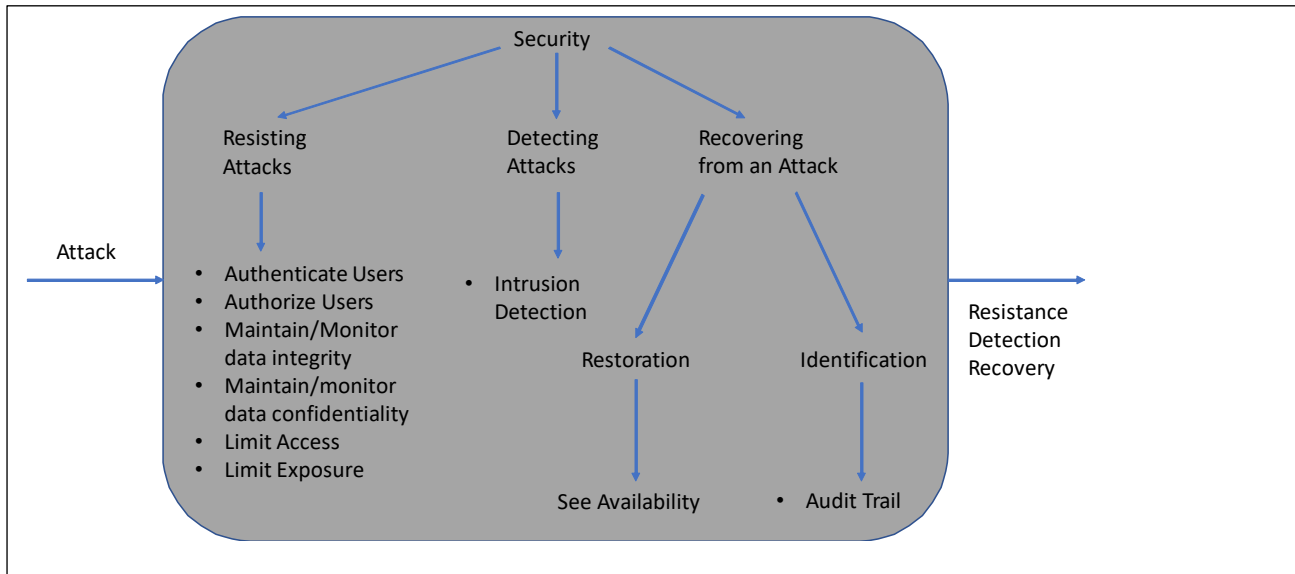 Security
Resisting
Attacks
Detecting
Attacks
Recovering
from an Attack
Attack
• Authenticate Users
• Authorize Users
• Maintain/Monitor
data integrity
• Maintain/monitor
data confidentiality
• Limit Access
• Limit Exposure
• Intrusion
Detection
Restoration
Identification
See Availability
• Audit Trail
Resistance
Detection
Recovery